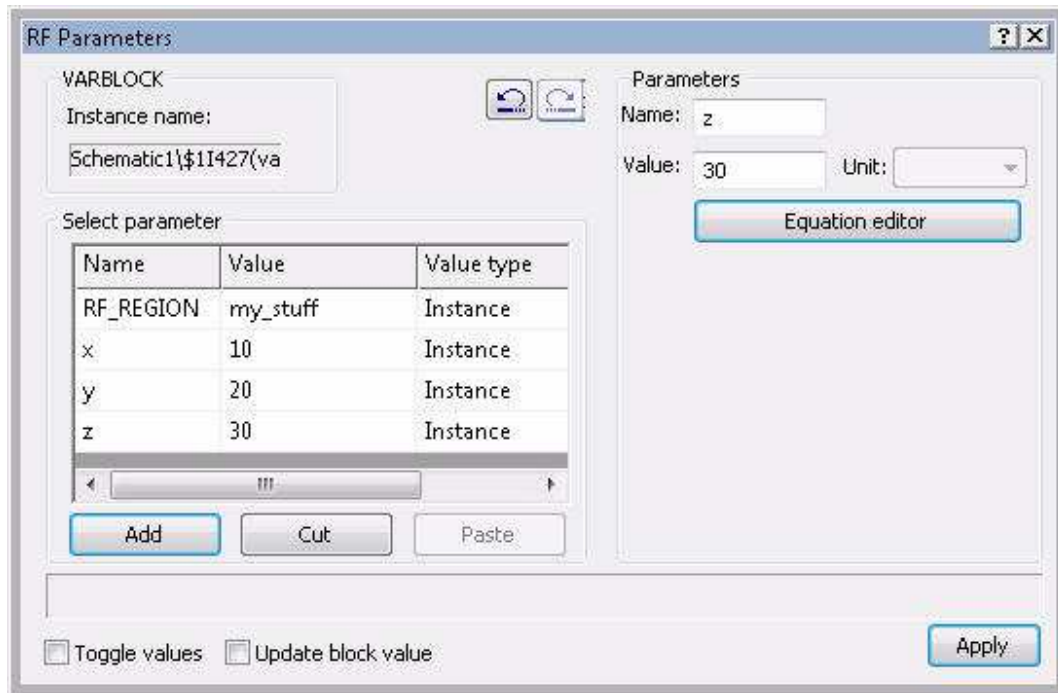 RF Parameters
VARBLOCK
Instance name:
Schematic1\$1I427(va
Parameters
Name: z
Value: 30 Unit:
Equation editor
Select parameter
Name Value Value type
RF_REGION my_stuff Instance
x 10 Instance
y 20 Instance
z 30 Instance
Add Cut Paste
Toggle values Update block value Apply